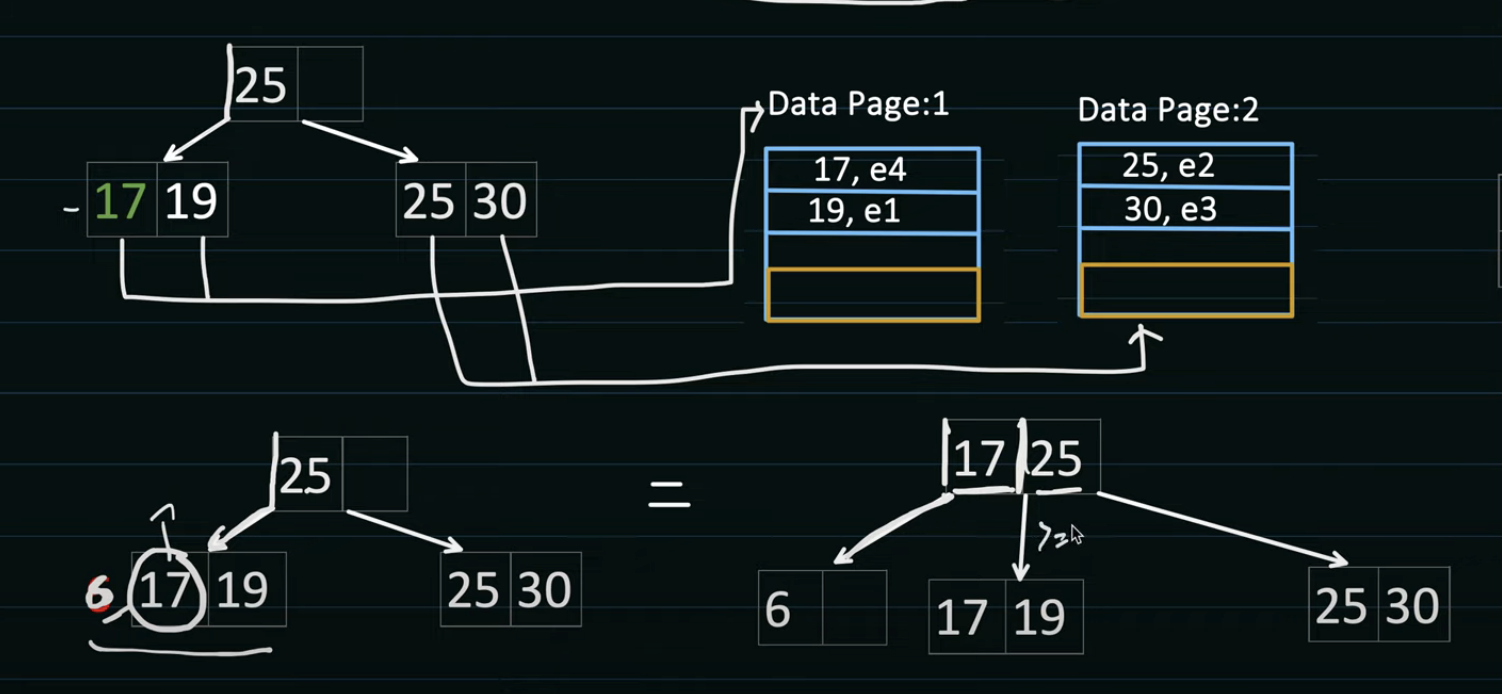 25
- 17 19
25 30
Data Page:1
17, e4
19, e1
Data Page:2
25, e2
30, e3
25
6, 17 19
25 30
=
17 25
>=
6
17 19
25 30